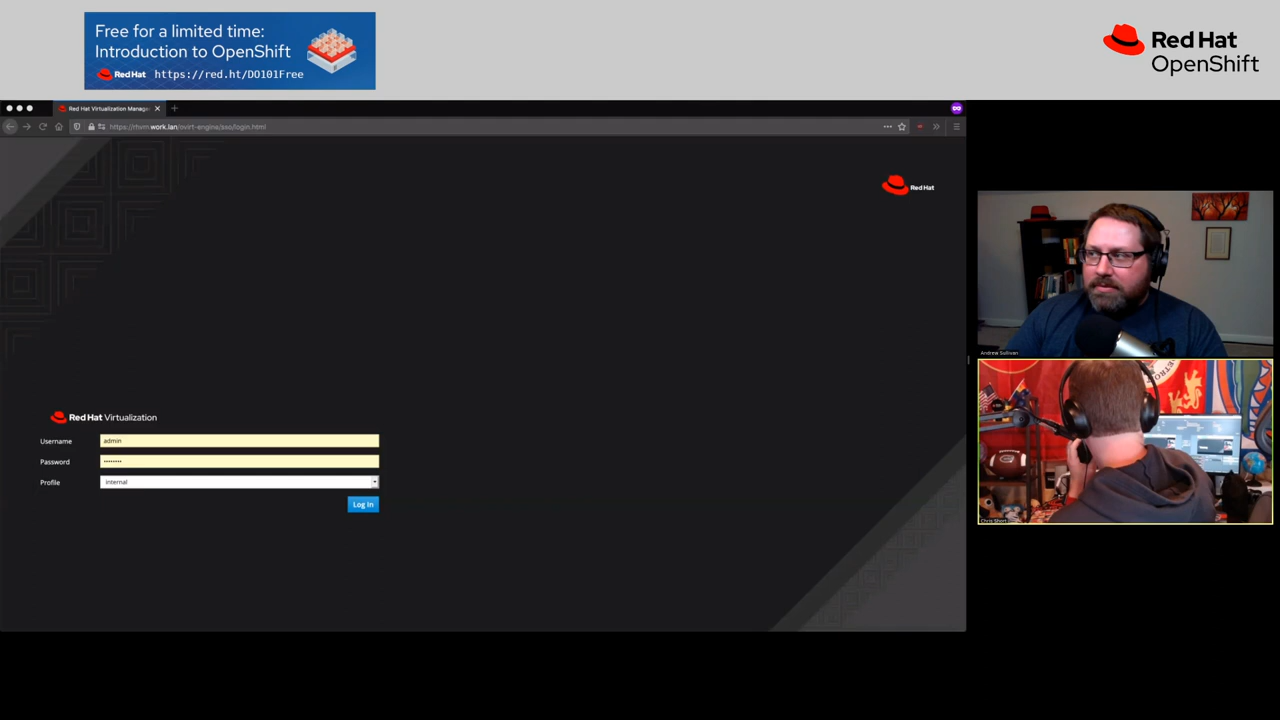 Free for a limited time:
Introduction to OpenShift
Red Hat https://red.ht/DO101Free
Red Hat
OpenShift
Red Hat Virtualization Manage
https://rhvm.work.lan/ovirt-engine/sso/login.html
Red Hat
Red Hat Virtualization
Username admin
Password ••••••••
Profile internal
Log In
Andrew Sullivan
Chris Short
ETRO